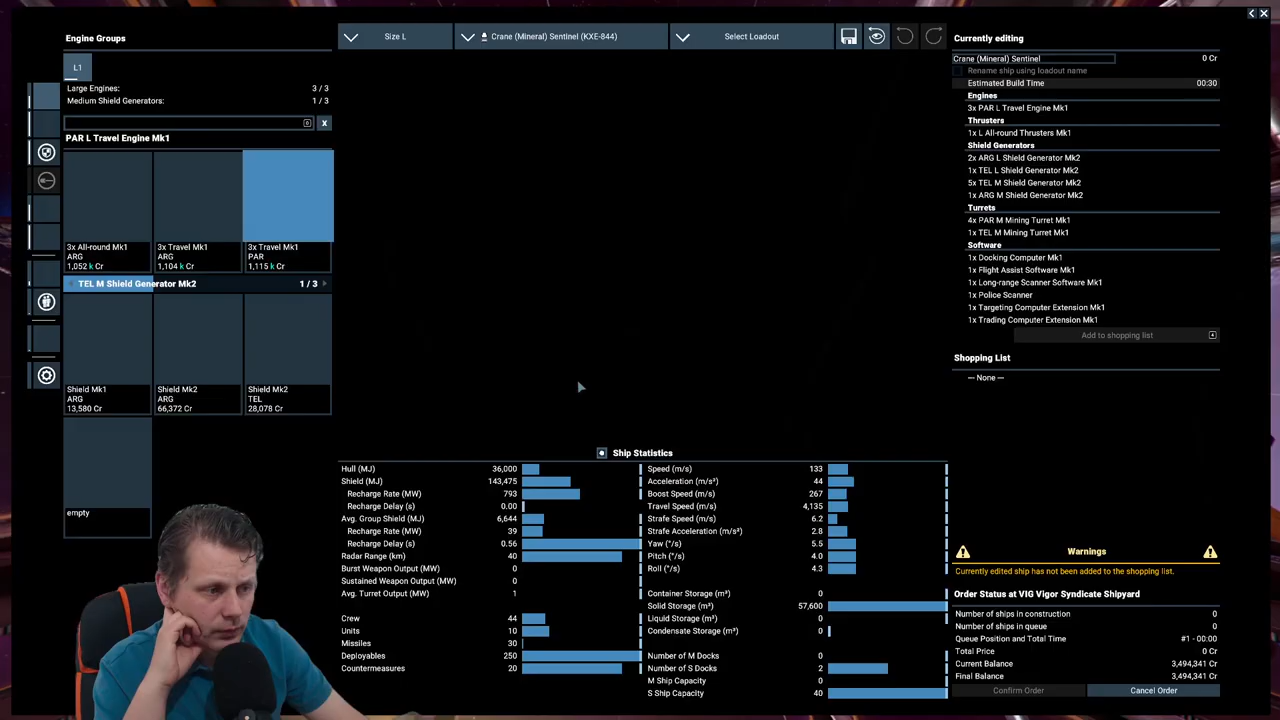 Engine Groups
L1
Large Engines: 3 / 3
Medium Shield Generators: 1 / 3
X
PAR L Travel Engine Mk1
3x All-round Mk1
ARG
1,052 k Cr
3x Travel Mk1
ARG
1,104 k Cr
3x Travel Mk1
PAR
1,115 k Cr
TEL M Shield Generator Mk2 1 / 3
Shield Mk1
ARG
13,580 Cr
Shield Mk2
ARG
66,372 Cr
Shield Mk2
TEL
28,078 Cr
empty
Size L
Crane (Mineral) Sentinel (KXE-844)
Select Loadout
Ship Statistics
Hull (MJ) 36,000
Shield (MJ) 143,475
Recharge Rate (MW) 793
Recharge Delay (s) 0.00
Avg. Group Shield (MJ) 6,644
Recharge Rate (MW) 39
Recharge Delay (s) 0.56
Radar Range (km) 40
Burst Weapon Output (MW) 0
Sustained Weapon Output (MW) 0
Avg. Turret Output (MW) 1
Crew 44
Units 10
Missiles 30
Deployables 250
Countermeasures 20
Speed (m/s) 133
Acceleration (m/s²) 44
Boost Speed (m/s) 267
Travel Speed (m/s) 4,135
Strafe Speed (m/s) 6.2
Strafe Acceleration (m/s²) 2.8
Yaw (°/s) 5.5
Pitch (°/s) 4.0
Roll (°/s) 4.3
Container Storage (m³) 0
Solid Storage (m³) 57,600
Liquid Storage (m³) 0
Condensate Storage (m³) 0
Number of M Docks 0
Number of S Docks 2
M Ship Capacity 0
S Ship Capacity 40
Currently editing
Crane (Mineral) Sentinel 0 Cr
Rename ship using loadout name
Estimated Build Time 00:30
Engines
3x PAR L Travel Engine Mk1
Thrusters
1x L All-round Thrusters Mk1
Shield Generators
2x ARG L Shield Generator Mk2
1x TEL L Shield Generator Mk2
5x TEL M Shield Generator Mk2
1x ARG M Shield Generator Mk2
Turrets
4x PAR M Mining Turret Mk1
1x TEL M Mining Turret Mk1
Software
1x Docking Computer Mk1
1x Flight Assist Software Mk1
1x Long-range Scanner Software Mk1
1x Police Scanner
1x Targeting Computer Extension Mk1
1x Trading Computer Extension Mk1
Add to shopping list
Shopping List
— None —
Warnings
Currently edited ship has not been added to the shopping list.
Order Status at VIG Vigor Syndicate Shipyard
Number of ships in construction 0
Number of ships in queue 0
Queue Position and Total Time #1 - 00:00
Total Price 0 Cr
Current Balance 3,494,341 Cr
Final Balance 3,494,341 Cr
Confirm Order
Cancel Order